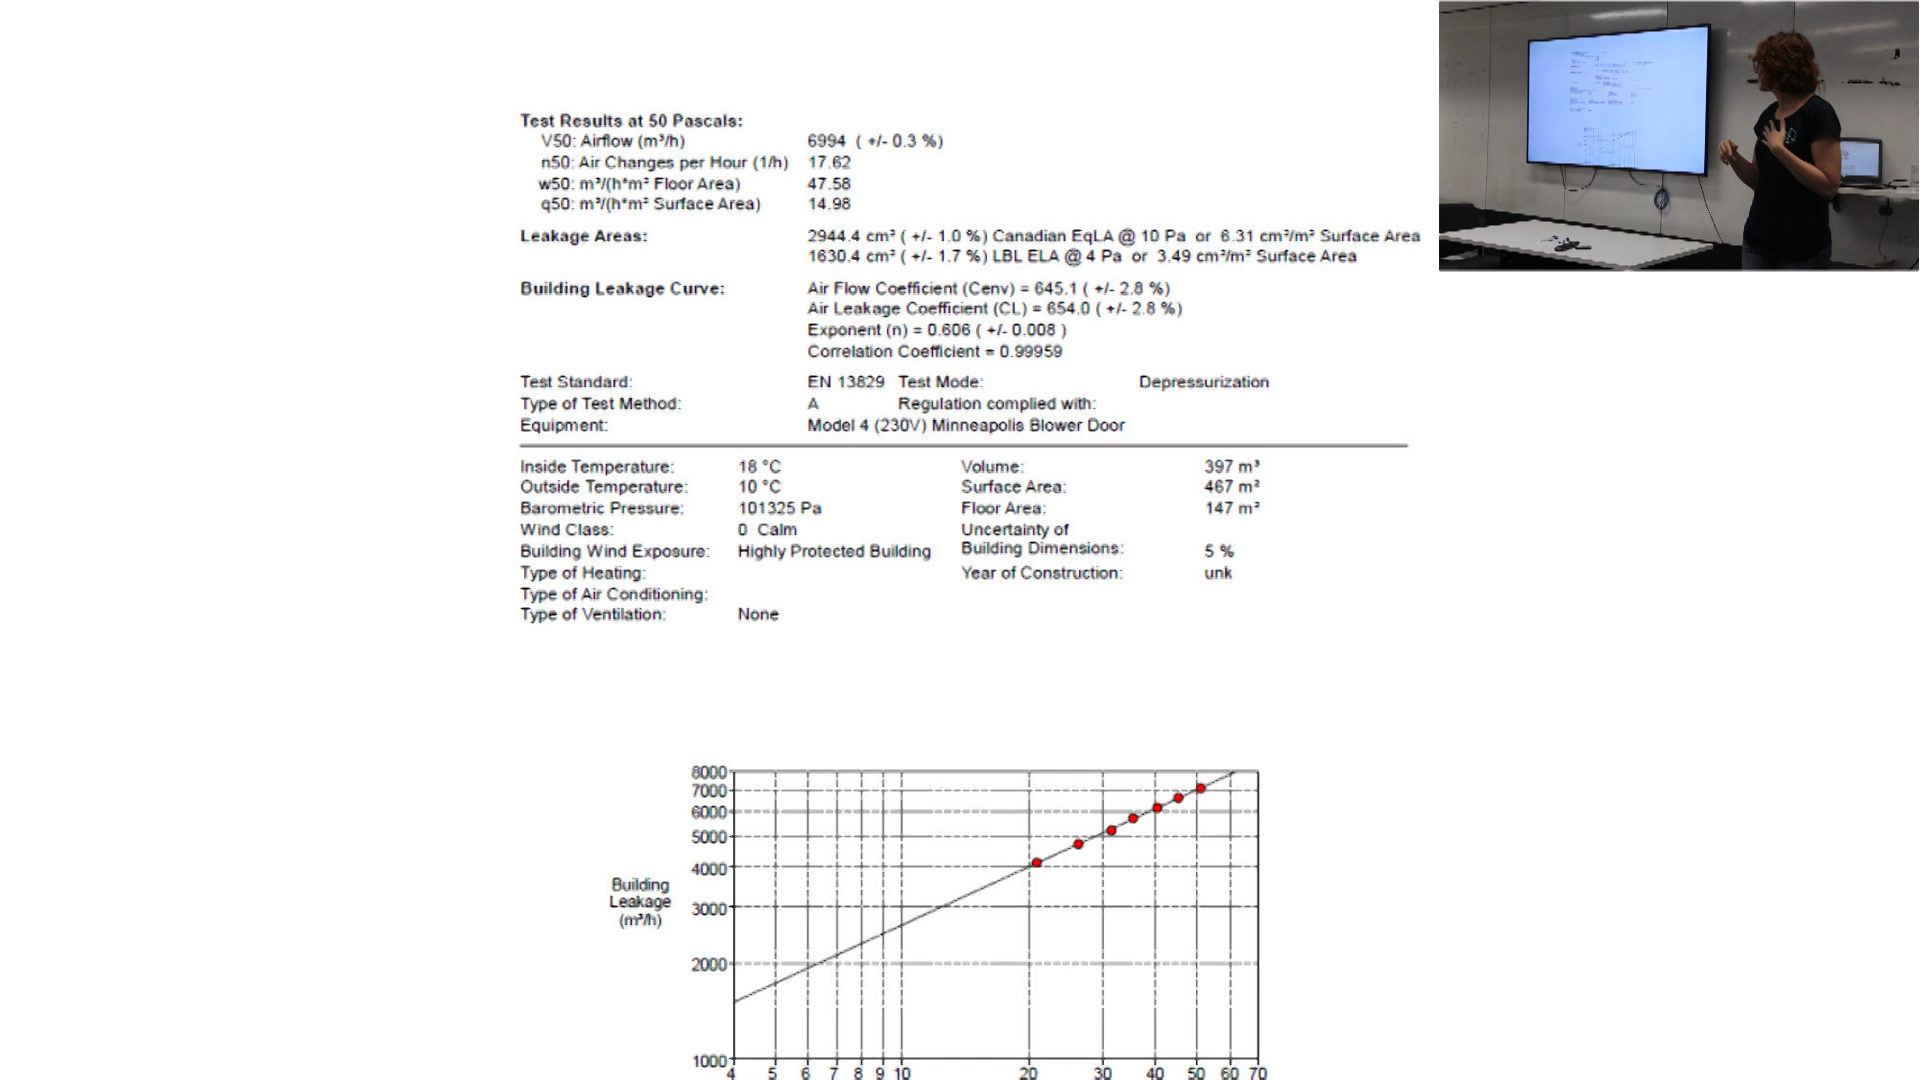 Test Results at 50 Pascals:
V50: Airflow (m³/h) 6994 ( +/- 0.3 %)
n50: Air Changes per Hour (1/h) 17.62
w50: m³/(h*m² Floor Area) 47.58
q50: m³/(h*m² Surface Area) 14.98
Leakage Areas: 2944.4 cm² ( +/- 1.0 %) Canadian EqLA @ 10 Pa or 6.31 cm²/m² Surface Area
1630.4 cm² ( +/- 1.7 %) LBL ELA @ 4 Pa or 3.49 cm²/m² Surface Area
Building Leakage Curve: Air Flow Coefficient (Cenv) = 645.1 ( +/- 2.8 %)
Air Leakage Coefficient (CL) = 654.0 ( +/- 2.8 %)
Exponent (n) = 0.606 ( +/- 0.008 )
Correlation Coefficient = 0.99959
Test Standard: EN 13829 Test Mode: Depressurization
Type of Test Method: A Regulation complied with:
Equipment: Model 4 (230V) Minneapolis Blower Door
Inside Temperature: 18 °C Volume: 397 m³
Outside Temperature: 10 °C Surface Area: 467 m²
Barometric Pressure: 101325 Pa Floor Area: 147 m²
Wind Class: 0 Calm Uncertainty of
Building Wind Exposure: Highly Protected Building Building Dimensions: 5 %
Type of Heating: Year of Construction: unk
Type of Air Conditioning:
Type of Ventilation: None
8000
7000
6000
5000
4000
3000
2000
1000
Building
Leakage
(m³/h)
4 5 6 7 8 9 10 20 30 40 50 60 70